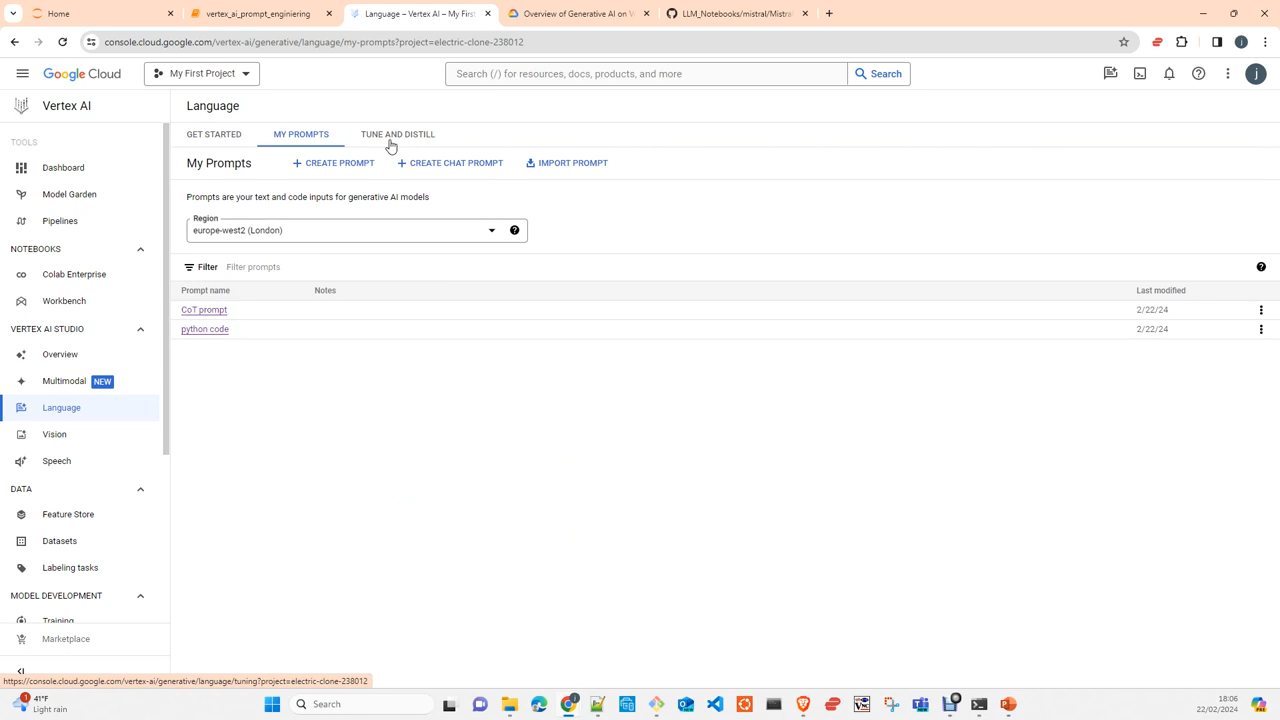 Home
vertex_ai_prompt_enginiering
Language – Vertex AI – My First
Overview of Generative AI on V
LLM_Notebooks/mistral/Mistral
console.cloud.google.com/vertex-ai/generative/language/my-prompts?project=electric-clone-238012
Google Cloud
My First Project
Search (/) for resources, docs, products, and more
Search
Vertex AI
Language
TOOLS
GET STARTED
MY PROMPTS
TUNE AND DISTILL
Dashboard
My Prompts
CREATE PROMPT
CREATE CHAT PROMPT
IMPORT PROMPT
Model Garden
Prompts are your text and code inputs for generative AI models
Pipelines
Region
europe-west2 (London)
NOTEBOOKS
Colab Enterprise
Filter
Filter prompts
Workbench
Prompt name
Notes
Last modified
CoT prompt
2/22/24
VERTEX AI STUDIO
python code
2/22/24
Overview
Multimodal
NEW
Language
Vision
Speech
DATA
Feature Store
Datasets
Labeling tasks
MODEL DEVELOPMENT
Training
Marketplace
https://console.cloud.google.com/vertex-ai/generative/language/tuning?project=electric-clone-238012
1
41°F
Light rain
Search
18:06
22/02/2024